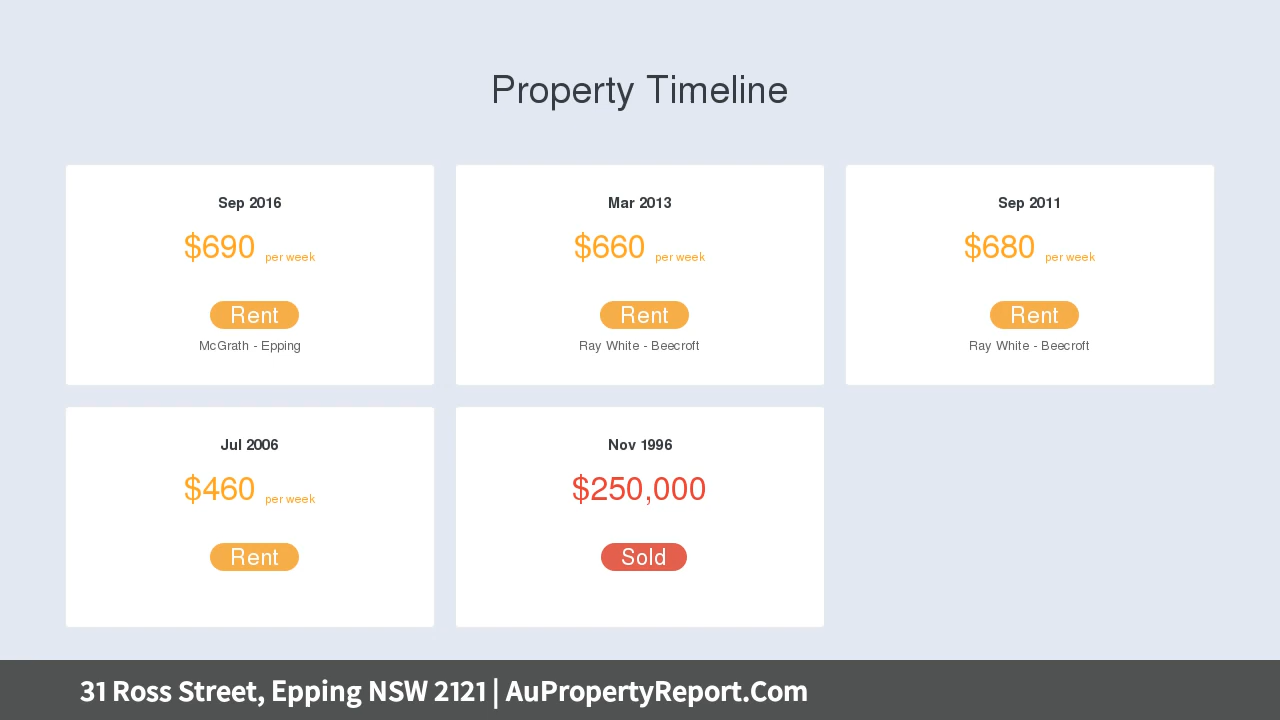 Property Timeline
Sep 2016
$690 per week
Rent
McGrath - Epping
Mar 2013
$660 per week
Rent
Ray White - Beecroft
Sep 2011
$680 per week
Rent
Ray White - Beecroft
Jul 2006
$460 per week
Rent
Nov 1996
$250,000
Sold
31 Ross Street, Epping NSW 2121 | AuPropertyReport.Com